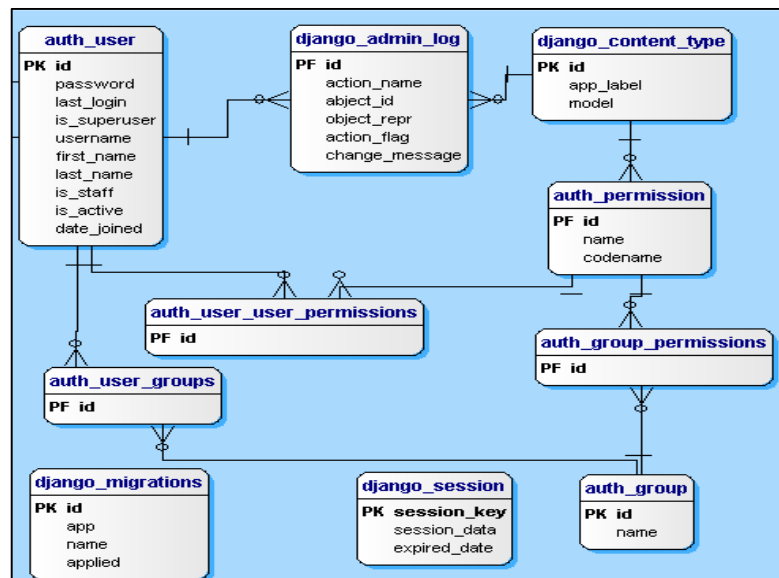 auth_user
PK id
password
last_login
is_superuser
username
first_name
last_name
is_staff
is_active
date_joined
django_admin_log
PF id
action_name
abject_id
object_repr
action_flag
change_message
django_content_type
PK id
app_label
model
auth_permission
PF id
name
codename
auth_user_user_permissions
PF id
auth_group_permissions
PF id
auth_user_groups
PF id
django_migrations
PK id
app
name
applied
django_session
PK session_key
session_data
expired_date
auth_group
PK id
name